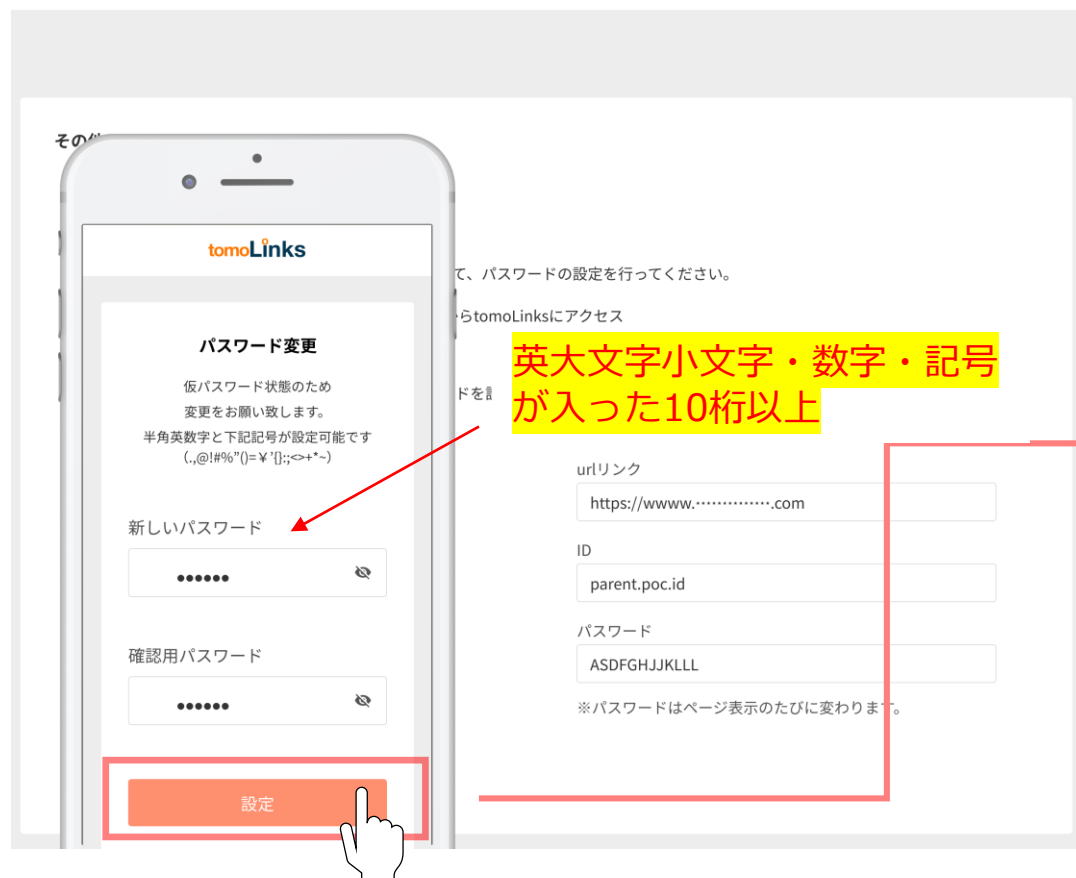 その他
tomoLinks
て、パスワードの設定を行ってください。
らtomoLinksにアクセス
パスワード変更
英大文字小文字・数字・記号
が入った10桁以上
仮パスワード状態のため
変更をお願い致します。
半角英数字と下記記号が設定可能です
(.,@!#%”()=¥’{}:;<>+*~)
ドを
urlリンク
https://wwww.··············.com
新しいパスワード
••••••
ID
parent.poc.id
パスワード
ASDFGHJJKLLL
※パスワードはページ表示のたびに変わります。
確認用パスワード
••••••
設定